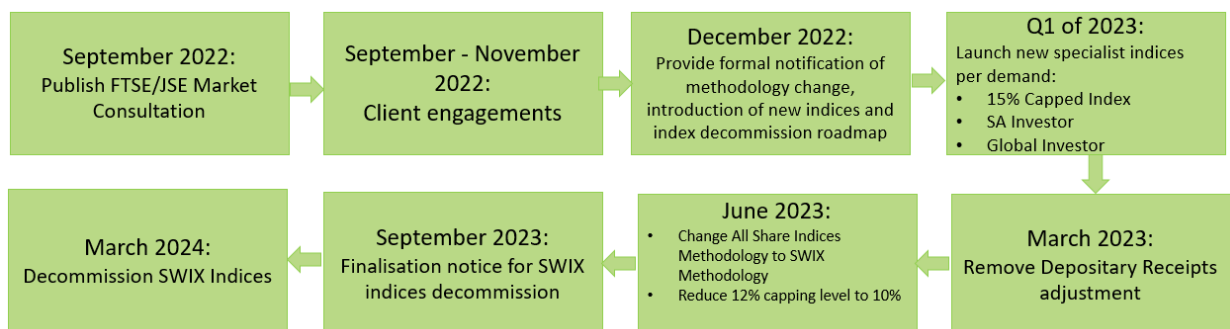 September 2022:
Publish FTSE/JSE Market
Consultation
September - November
2022:
Client engagements
December 2022:
Provide formal notification of
methodology change,
introduction of new indices and
index decommission roadmap
Q1 of 2023:
Launch new specialist indices
per demand:
• 15% Capped Index
• SA Investor
• Global Investor
March 2023:
Remove Depositary Receipts
adjustment
June 2023:
• Change All Share Indices
Methodology to SWIX
Methodology
• Reduce 12% capping level to 10%
September 2023:
Finalisation notice for SWIX
indices decommission
March 2024:
Decommission SWIX Indices